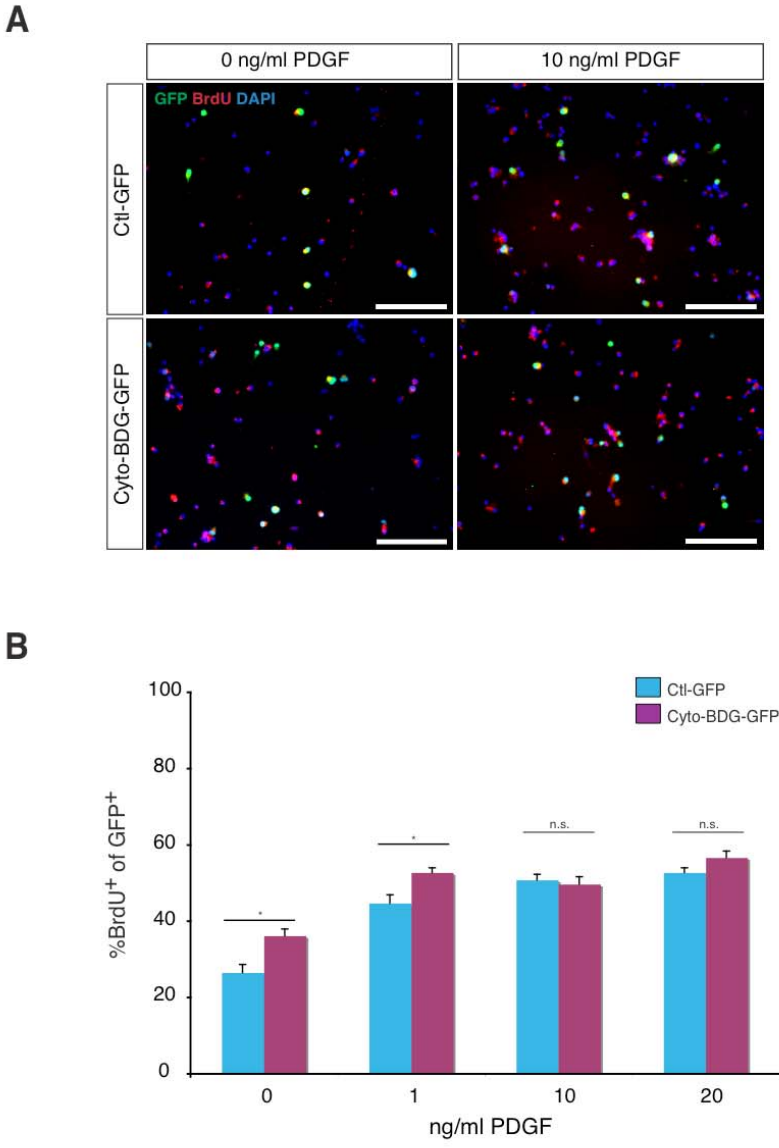 A
0 ng/ml PDGF 10 ng/ml PDGF
GFP BrdU DAPI
Ctl-GFP
Cyto-BDG-GFP
B
Ctl-GFP
Cyto-BDG-GFP
%BrdU⁺ of GFP⁺
100
80
60
40
20
0
*
*
n.s.
n.s.
0 1 10 20
ng/ml PDGF